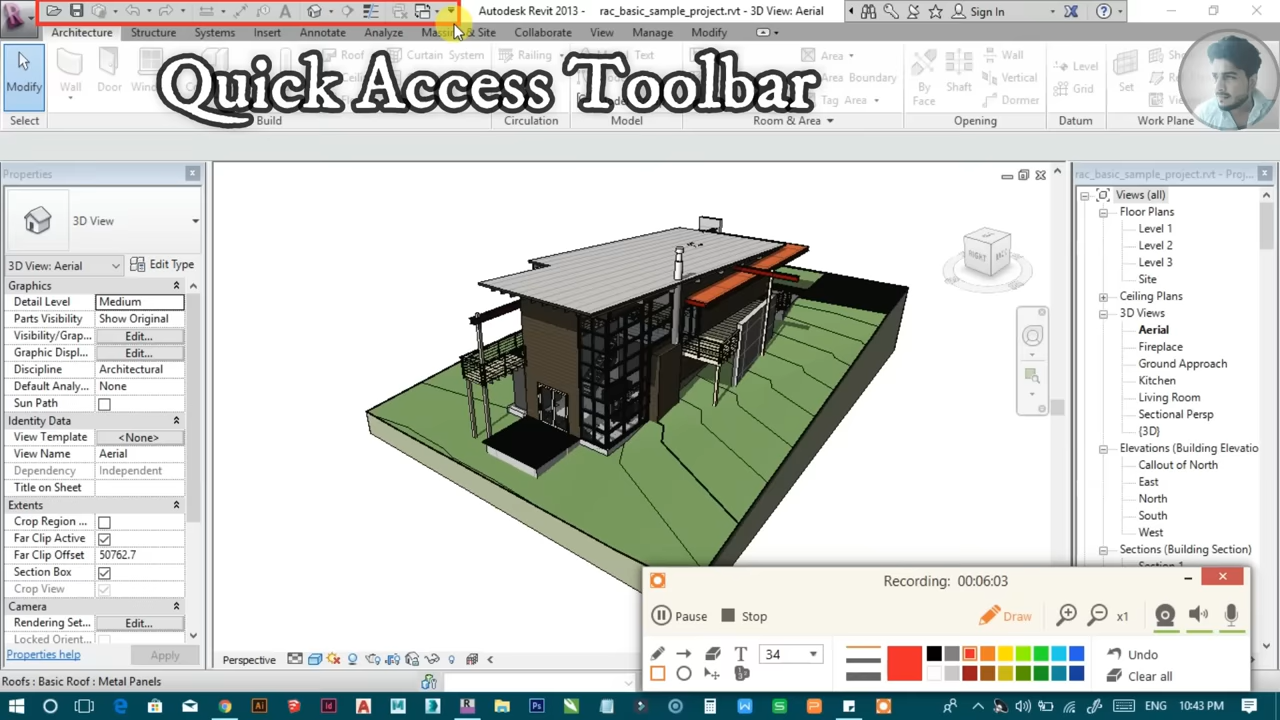 Autodesk Revit 2013 - rac_basic_sample_project.rvt - 3D View: Aerial
Sign In
Architecture Structure Systems Insert Annotate Analyze Massing & Site Collaborate View Manage Modify
Modify
Wall
Door
Roof
Curtain System
Railing
Model Text
Area
Area Boundary
Tag Area
By Face
Shaft
Wall
Vertical
Dormer
Level
Grid
Set
Quick Access Toolbar
Select
Build
Circulation
Model
Room & Area
Opening
Datum
Work Plane
Properties
3D View
3D View: Aerial
Edit Type
Graphics
Detail Level Medium
Parts Visibility Show Original
Visibility/Grap... Edit...
Graphic Displ... Edit...
Discipline Architectural
Default Analy... None
Sun Path
Identity Data
View Template <None>
View Name Aerial
Dependency Independent
Title on Sheet
Extents
Crop Region ...
Far Clip Active
Far Clip Offset 50762.7
Section Box
Crop View
Camera
Rendering Set... Edit...
Locked Orient...
Properties help
Apply
Perspective
Roofs: Basic Roof : Metal Panels
RIGHT
rac_basic_sample_project.rvt - Proj...
Views (all)
Floor Plans
Level 1
Level 2
Level 3
Site
Ceiling Plans
3D Views
Aerial
Fireplace
Ground Approach
Kitchen
Living Room
Sectional Persp
{3D}
Elevations (Building Elevatio
Callout of North
East
North
South
West
Sections (Building Section)
Recording: 00:06:03
Pause
Stop
Draw
x1
34
Undo
Clear all
ENG
10:43 PM